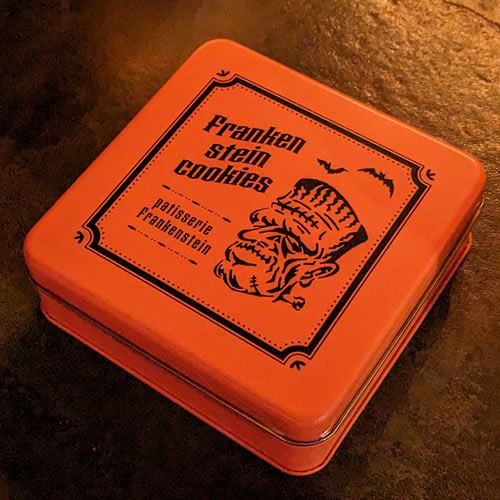 Franken
stein
cookies
patisserie
Frankenstein